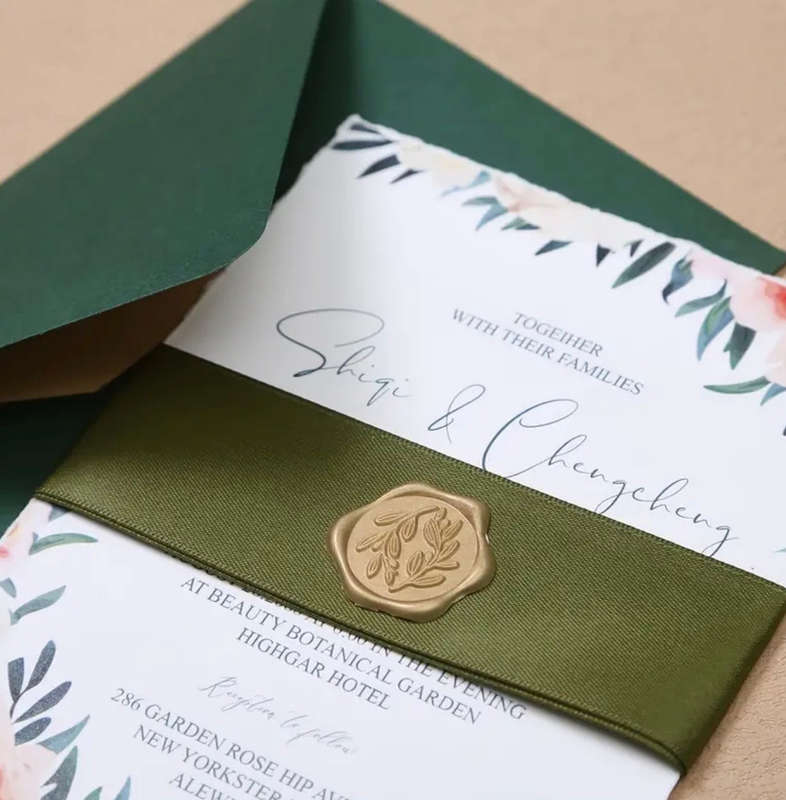 TOGEIHER
WITH THEIR FAMILIES
Shiqi & Chengcheng
IN THE EVENING
AT BEAUTY BOTANICAL GARDEN
HIGHGAR HOTEL
Reception to follow
286 GARDEN ROSE HIP
NEW YORKSTER